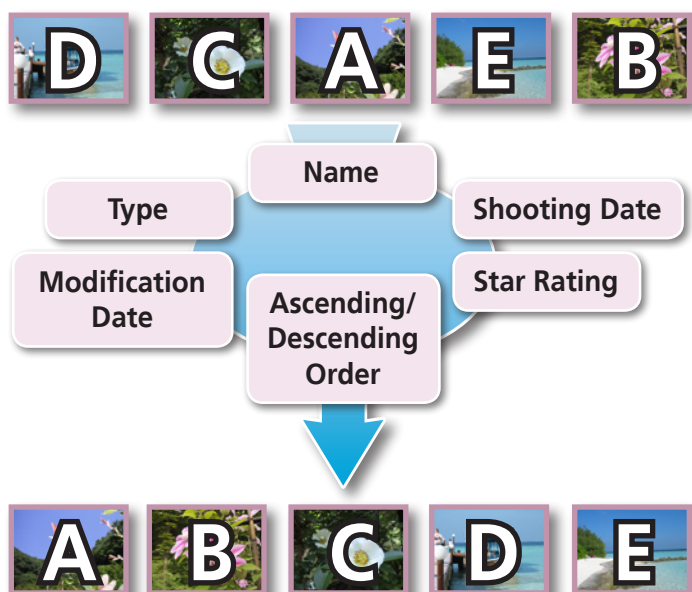 D C A E B
Name
Type
Shooting Date
Modification
Date
Star Rating
Ascending/
Descending
Order
A B C D E